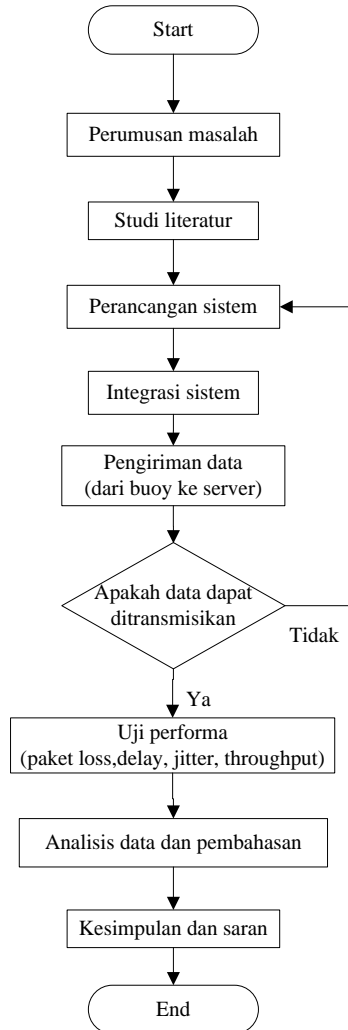 Start
Perumusan masalah
Studi literatur
Perancangan sistem
Integrasi sistem
Pengiriman data
(dari buoy ke server)
Apakah data dapat
ditransmisikan
Tidak
Ya
Uji performa
(paket loss,delay, jitter, throughput)
Analisis data dan pembahasan
Kesimpulan dan saran
End